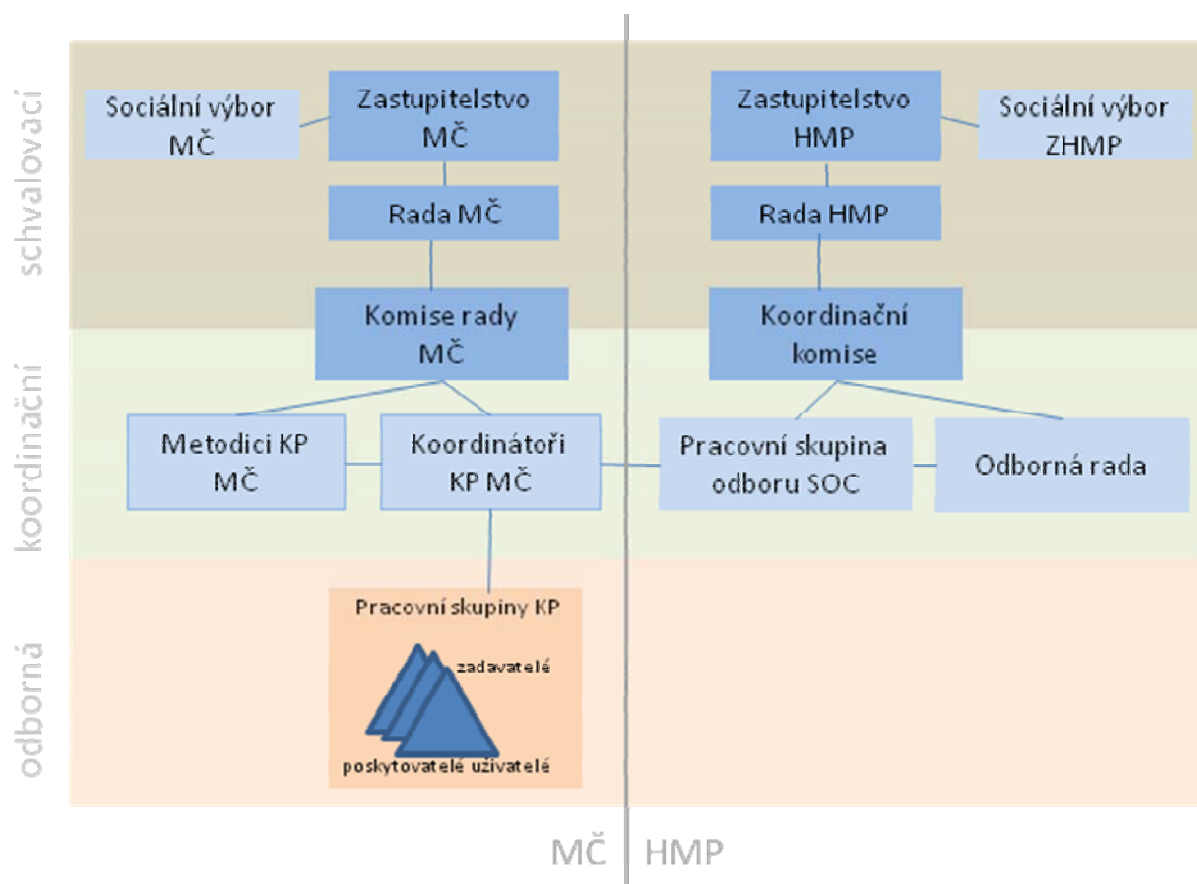 schvalovací
Sociální výbor
MČ
Zastupitelstvo
MČ
Zastupitelstvo
HMP
Sociální výbor
ZHMP
Rada MČ
Rada HMP
Komise rady
MČ
Koordinační
komise
koordinační
Metodici KP
MČ
Koordinátoři
KP MČ
Pracovní skupina
odboru SOC
Odborná rada
odborná
Pracovní skupiny KP
zadavatelé
poskytovatelé uživatelé
MČ
HMP